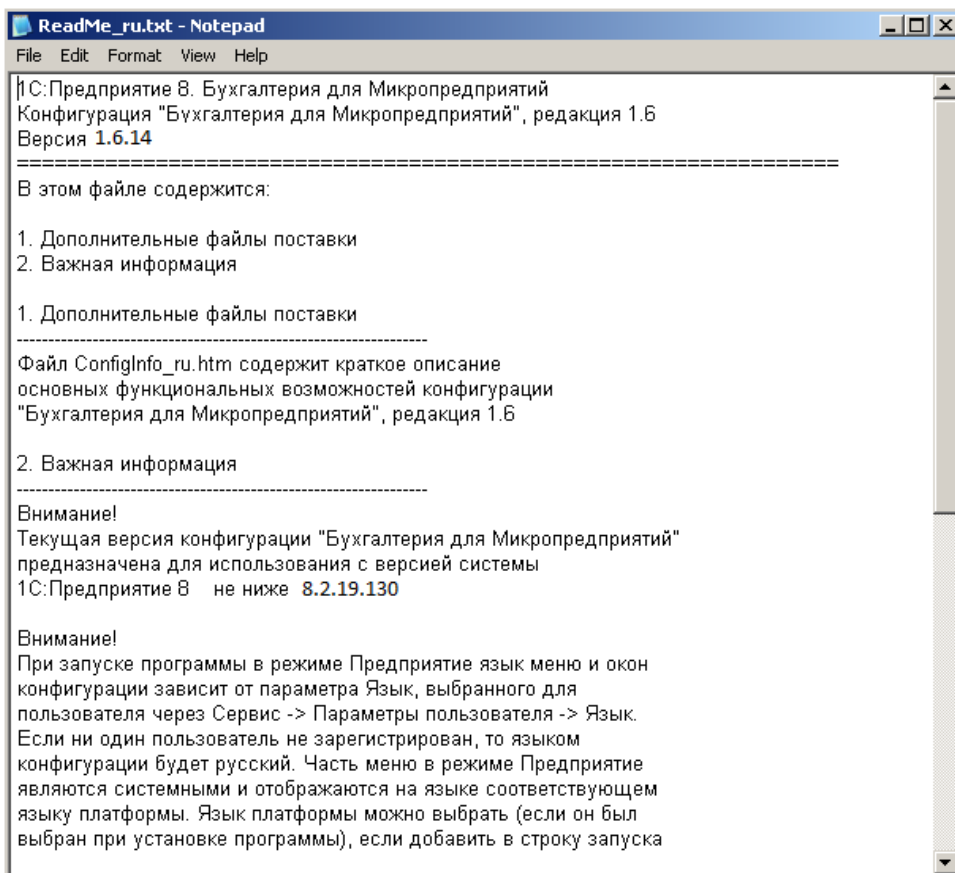 ReadMe_ru.txt - Notepad
File Edit Format View Help
1С:Предприятие 8. Бухгалтерия для Микропредприятий
Конфигурация "Бухгалтерия для Микропредприятий", редакция 1.6
Версия 1.6.14
=================================================================
В этом файле содержится:
1. Дополнительные файлы поставки
2. Важная информация
1. Дополнительные файлы поставки
-----------------------------------------------------------------
Файл ConfigInfo_ru.htm содержит краткое описание
основных функциональных возможностей конфигурации
"Бухгалтерия для Микропредприятий", редакция 1.6
2. Важная информация
-----------------------------------------------------------------
Внимание!
Текущая версия конфигурации "Бухгалтерия для Микропредприятий"
предназначена для использования с версией системы
1С:Предприятие 8 не ниже 8.2.19.130
Внимание!
При запуске программы в режиме Предприятие язык меню и окон
конфигурации зависит от параметра Язык, выбранного для
пользователя через Сервис -> Параметры пользователя -> Язык.
Если ни один пользователь не зарегистрирован, то языком
конфигурации будет русский. Часть меню в режиме Предприятие
являются системными и отображаются на языке соответствующем
языку платформы. Язык платформы можно выбрать (если он был
выбран при установке программы), если добавить в строку запуска